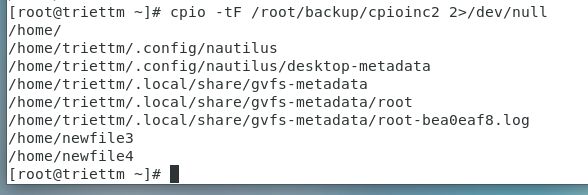 [root@triettm ~]# cpio -tF /root/backup/cpioinc2 2>/dev/null
/home/
/home/triettm/.config/nautilus
/home/triettm/.config/nautilus/desktop-metadata
/home/triettm/.local/share/gvfs-metadata
/home/triettm/.local/share/gvfs-metadata/root
/home/triettm/.local/share/gvfs-metadata/root-bea0eaf8.log
/home/newfile3
/home/newfile4
[root@triettm ~]#